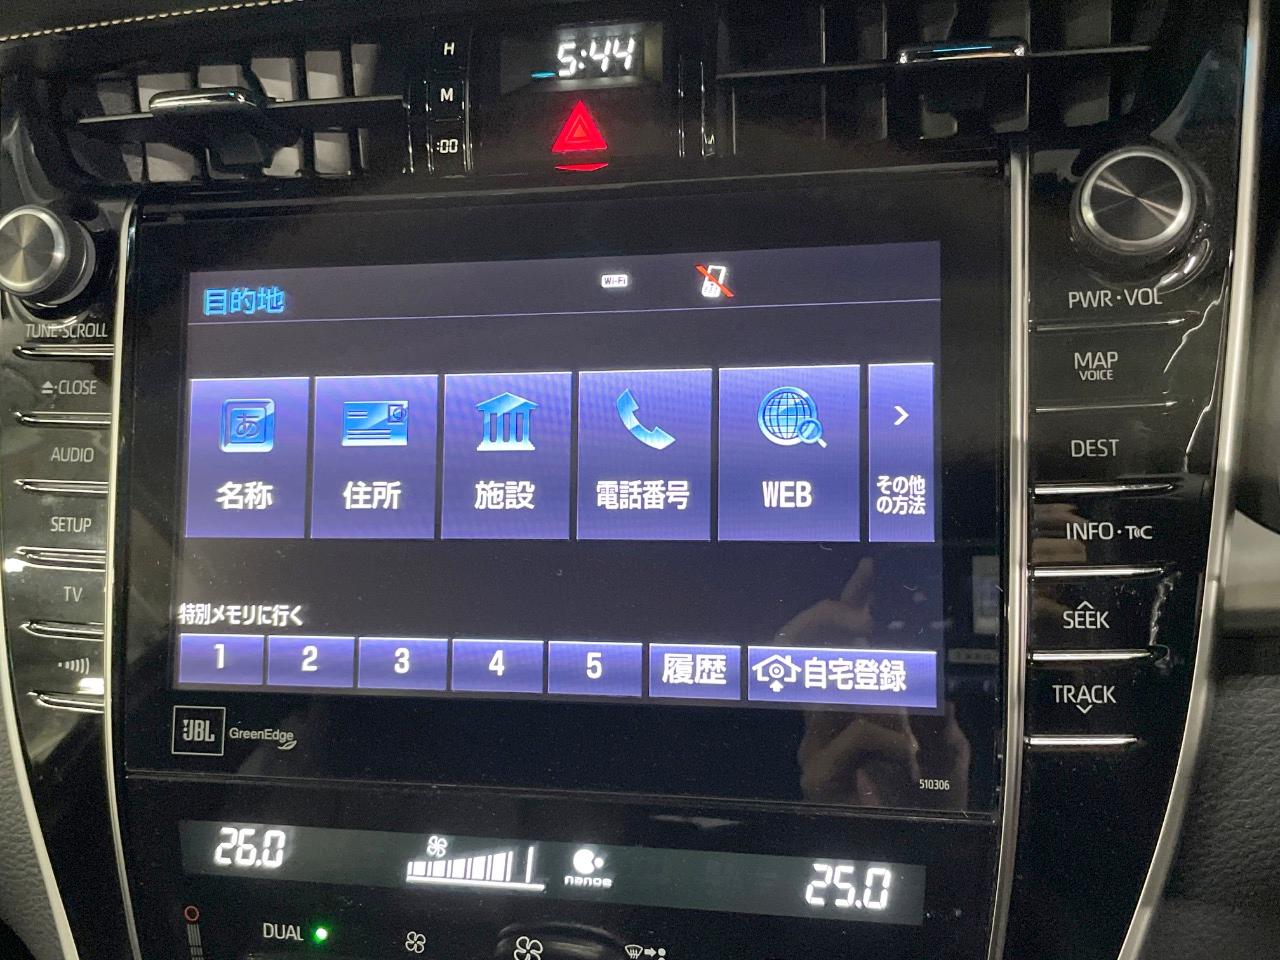 H
5:44
M
:00
Wi-Fi
目的地
TUNE·SCROLL
PWR·VOL
⏏·CLOSE
MAP
VOICE
AUDIO
DEST
SETUP
INFO·T
TV
SEEK
TRACK
あ
名称
住所
施設
電話番号
WEB
>
その他
の方法
特別メモリに行く
1 2 3 4 5 履歴 自宅登録
JBL GreenEdge
510306
26.0
nanoe
25.0
DUAL